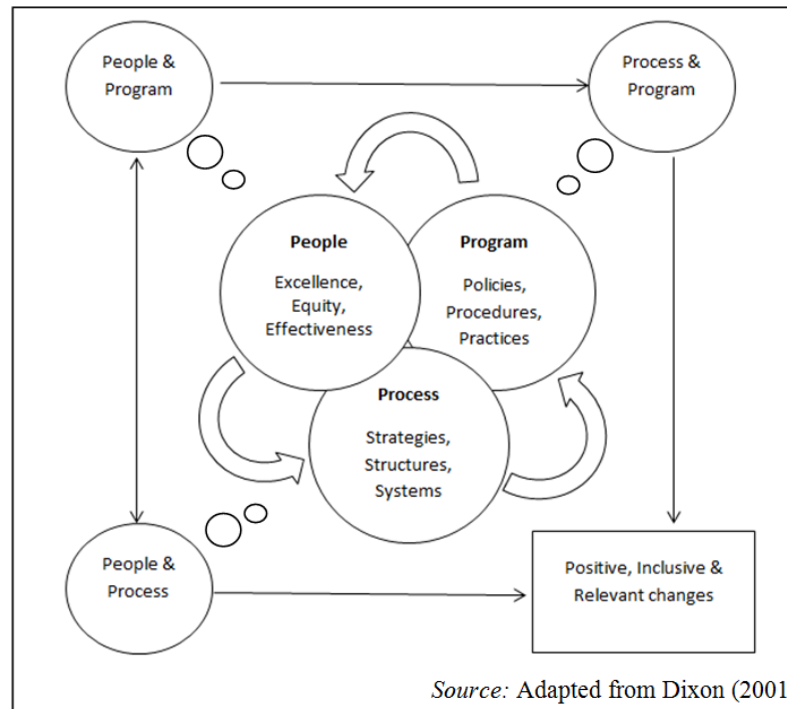 People &
Program
Process &
Program
People
Excellence,
Equity,
Effectiveness
Program
Policies,
Procedures,
Practices
Process
Strategies,
Structures,
Systems
People &
Process
Positive, Inclusive &
Relevant changes
Source: Adapted from Dixon (2001